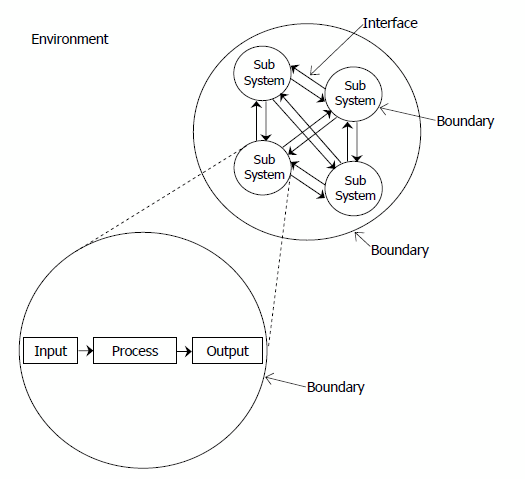 Interface
Environment
Sub
System
Sub
System
Boundary
Sub
System
Sub
System
Boundary
Input
Process
Output
Boundary